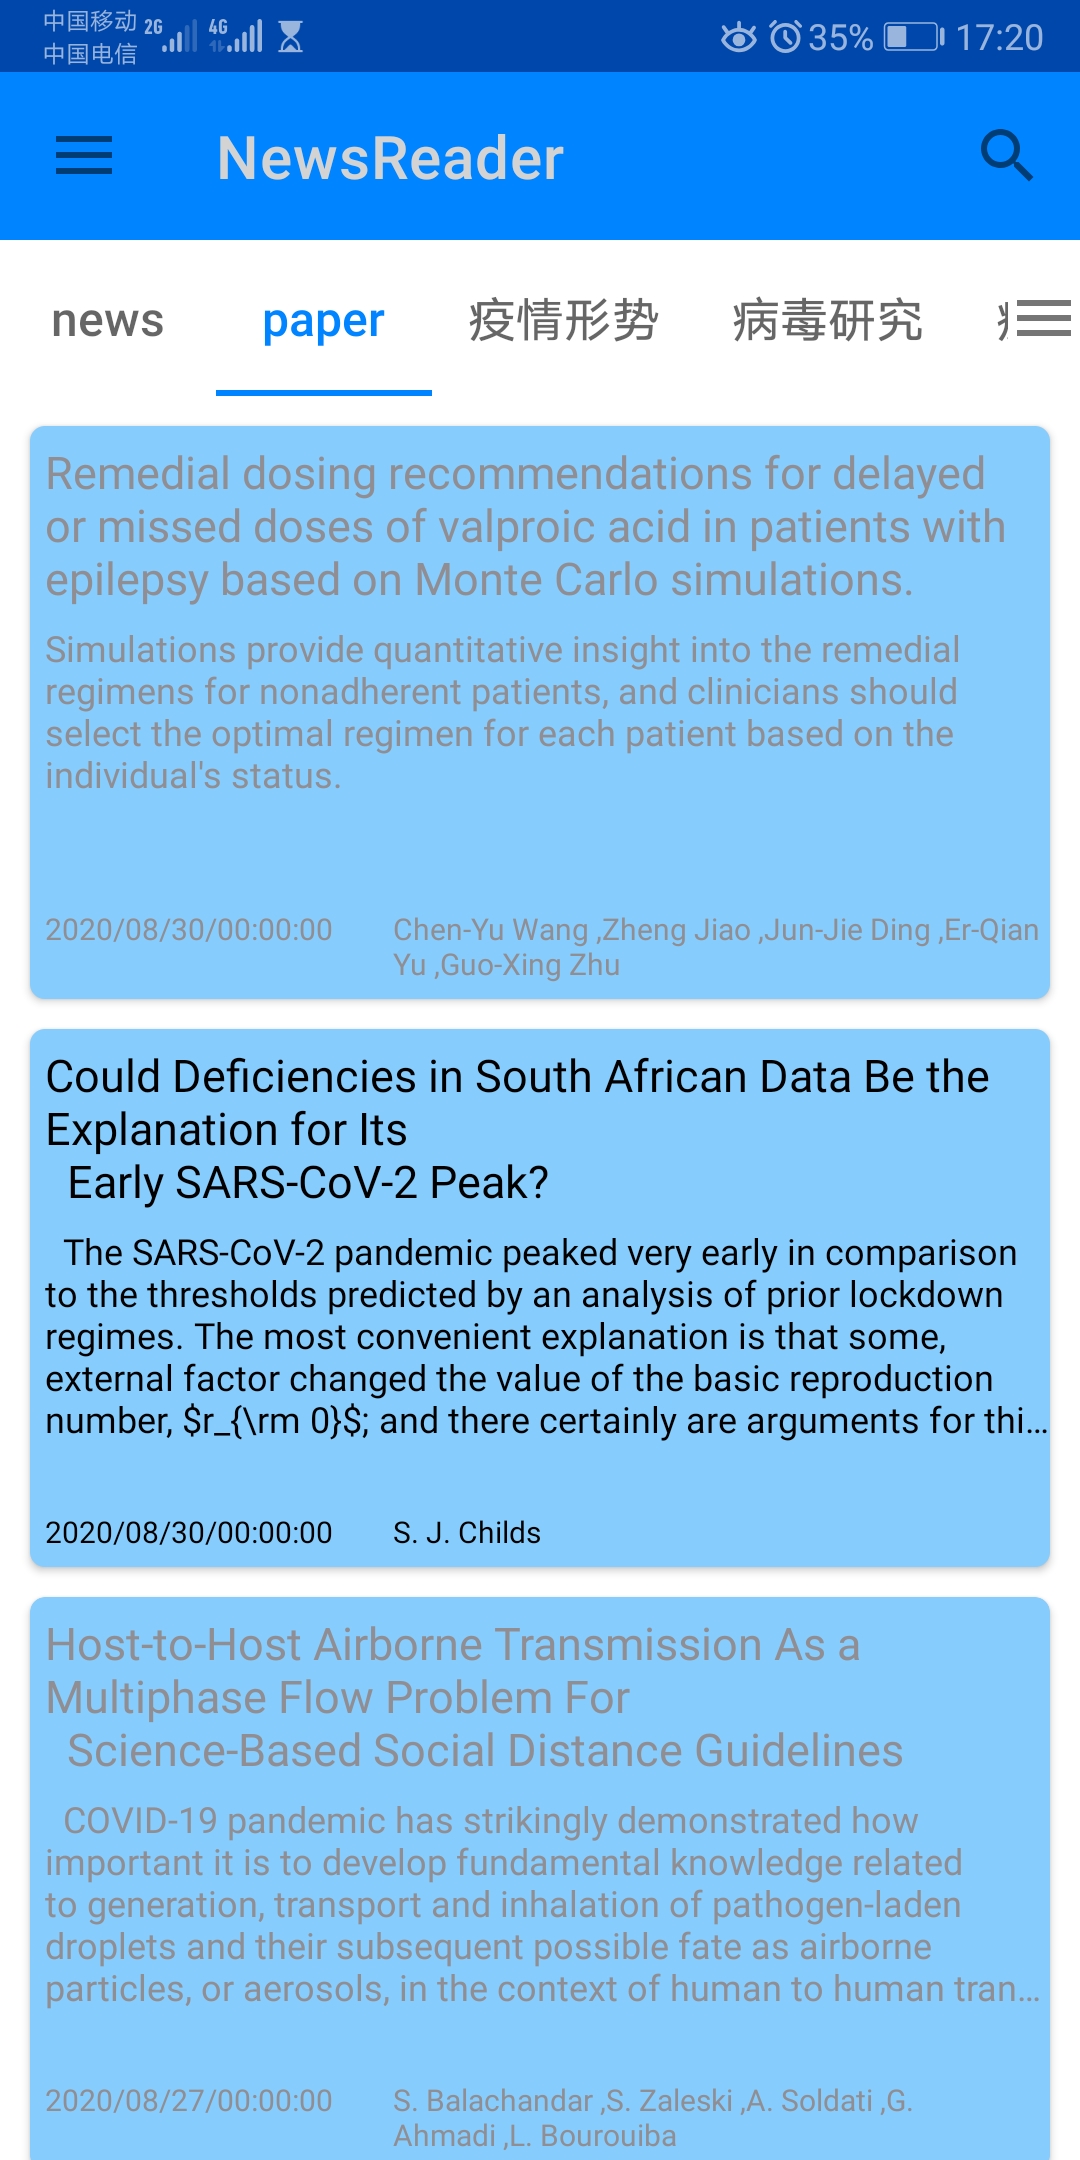 中国移动 2G 4G 35% 17:20
中国电信
NewsReader
news paper 疫情形势 病毒研究
Remedial dosing recommendations for delayed
or missed doses of valproic acid in patients with
epilepsy based on Monte Carlo simulations.
Simulations provide quantitative insight into the remedial
regimens for nonadherent patients, and clinicians should
select the optimal regimen for each patient based on the
individual's status.
2020/08/30/00:00:00 Chen-Yu Wang ,Zheng Jiao ,Jun-Jie Ding ,Er-Qian
Yu ,Guo-Xing Zhu
Could Deficiencies in South African Data Be the
Explanation for Its
Early SARS-CoV-2 Peak?
The SARS-CoV-2 pandemic peaked very early in comparison
to the thresholds predicted by an analysis of prior lockdown
regimes. The most convenient explanation is that some,
external factor changed the value of the basic reproduction
number, $r_{\rm 0}$; and there certainly are arguments for thi...
2020/08/30/00:00:00 S. J. Childs
Host-to-Host Airborne Transmission As a
Multiphase Flow Problem For
Science-Based Social Distance Guidelines
COVID-19 pandemic has strikingly demonstrated how
important it is to develop fundamental knowledge related
to generation, transport and inhalation of pathogen-laden
droplets and their subsequent possible fate as airborne
particles, or aerosols, in the context of human to human tran...
2020/08/27/00:00:00 S. Balachandar ,S. Zaleski ,A. Soldati ,G.
Ahmadi ,L. Bourouiba